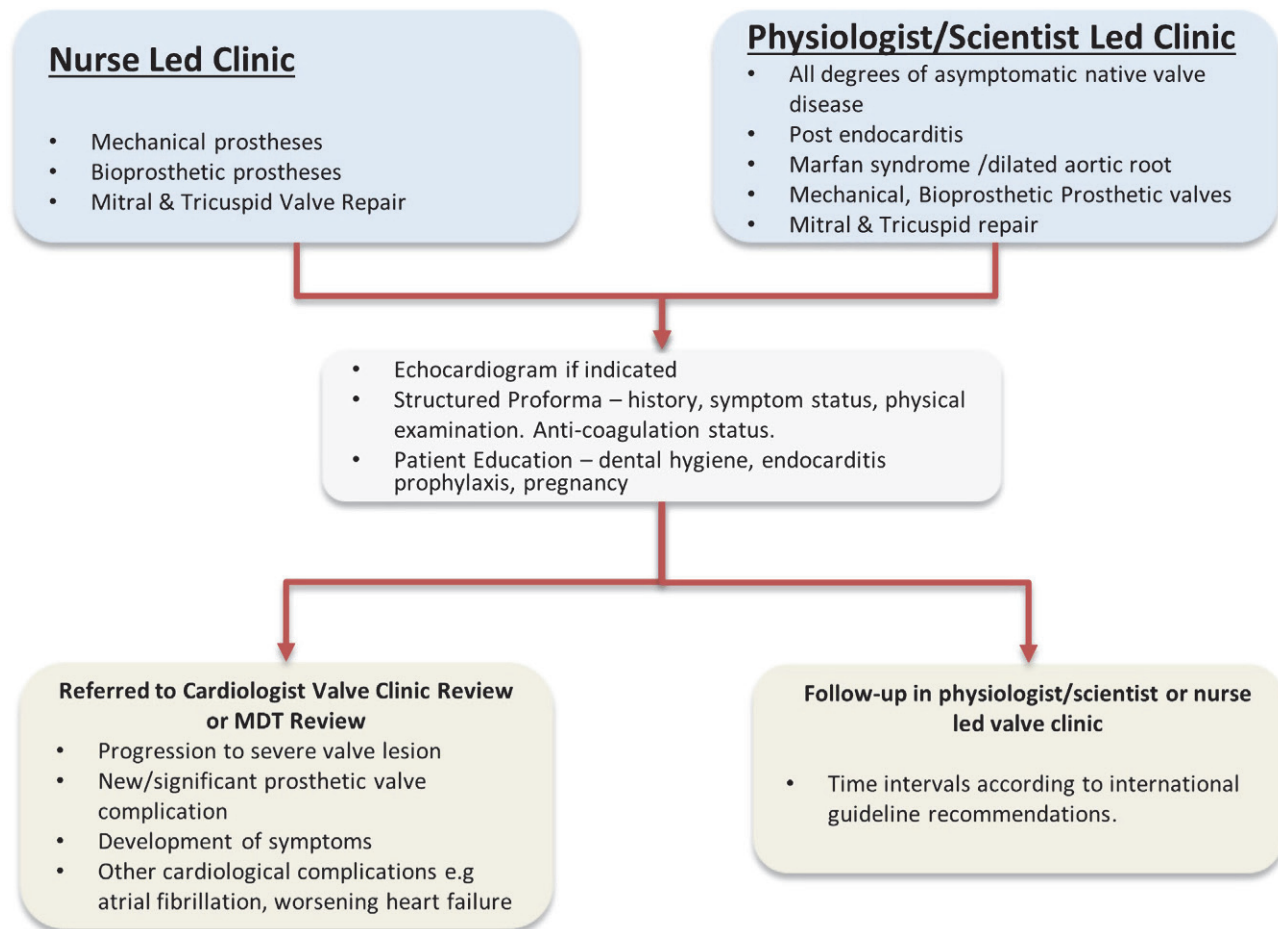 Nurse Led Clinic
• Mechanical prostheses
• Bioprosthetic prostheses
• Mitral & Tricuspid Valve Repair
Physiologist/Scientist Led Clinic
• All degrees of asymptomatic native valve
disease
• Post endocarditis
• Marfan syndrome /dilated aortic root
• Mechanical, Bioprosthetic Prosthetic valves
• Mitral & Tricuspid repair
• Echocardiogram if indicated
• Structured Proforma – history, symptom status, physical
examination. Anti-coagulation status.
• Patient Education – dental hygiene, endocarditis
prophylaxis, pregnancy
Referred to Cardiologist Valve Clinic Review
or MDT Review
• Progression to severe valve lesion
• New/significant prosthetic valve
complication
• Development of symptoms
• Other cardiological complications e.g
atrial fibrillation, worsening heart failure
Follow-up in physiologist/scientist or nurse
led valve clinic
• Time intervals according to international
guideline recommendations.